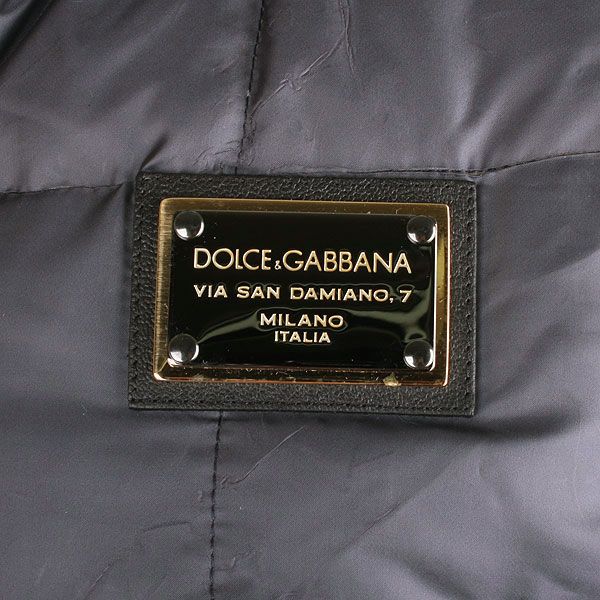 DOLCE&GABBANA
VIA SAN DAMIANO, 7
MILANO
ITALIA